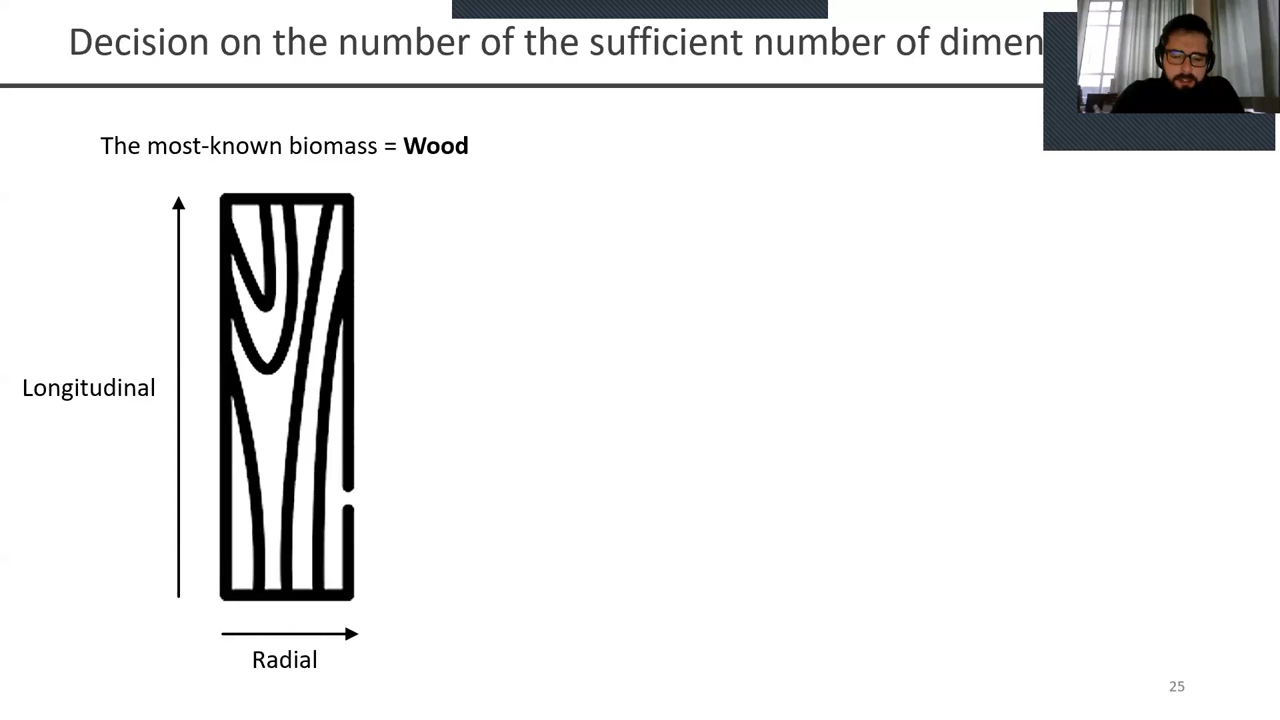 Decision on the number of the sufficient number of dimen
The most-known biomass = Wood
Longitudinal
Radial
25